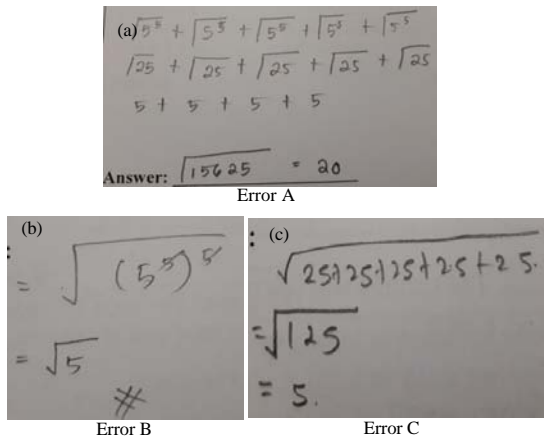 (a) √5⁵ + √5⁵ + √5⁵ + √5⁵ + √5⁵
√25 + √25 + √25 + √25 + √25
5 + 5 + 5 + 5
Answer: √15625 = 20
Error A
(b)
:
= √(5⁵)⁵
= √5
#
Error B
(c)
: √25+25+25+25+25.
= √125
= 5.
Error C